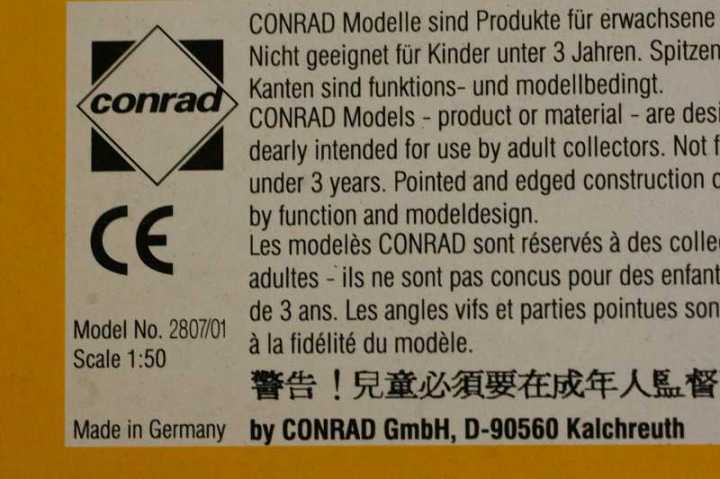 conrad
CE
Model No. 2807/01
Scale 1:50
Made in Germany
CONRAD Modelle sind Produkte für erwachsene
Nicht geeignet für Kinder unter 3 Jahren. Spitzen
Kanten sind funktions- und modellbedingt.
CONRAD Models - product or material - are desi
dearly intended for use by adult collectors. Not f
under 3 years. Pointed and edged construction
by function and modeldesign.
Les modelès CONRAD sont réservés à des collec
adultes - ils ne sont pas concus pour des enfant
de 3 ans. Les angles vifs et parties pointues son
à la fidélité du modèle.
警告！兒童必須要在成年人監督
by CONRAD GmbH, D-90560 Kalchreuth